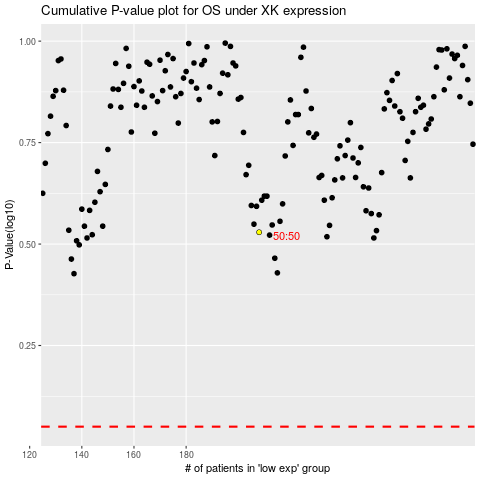 Cumulative P-value plot for OS under XK expression
P-Value(log10)
1.00
0.75
0.50
0.25
50:50
120 140 160 180
# of patients in 'low exp' group